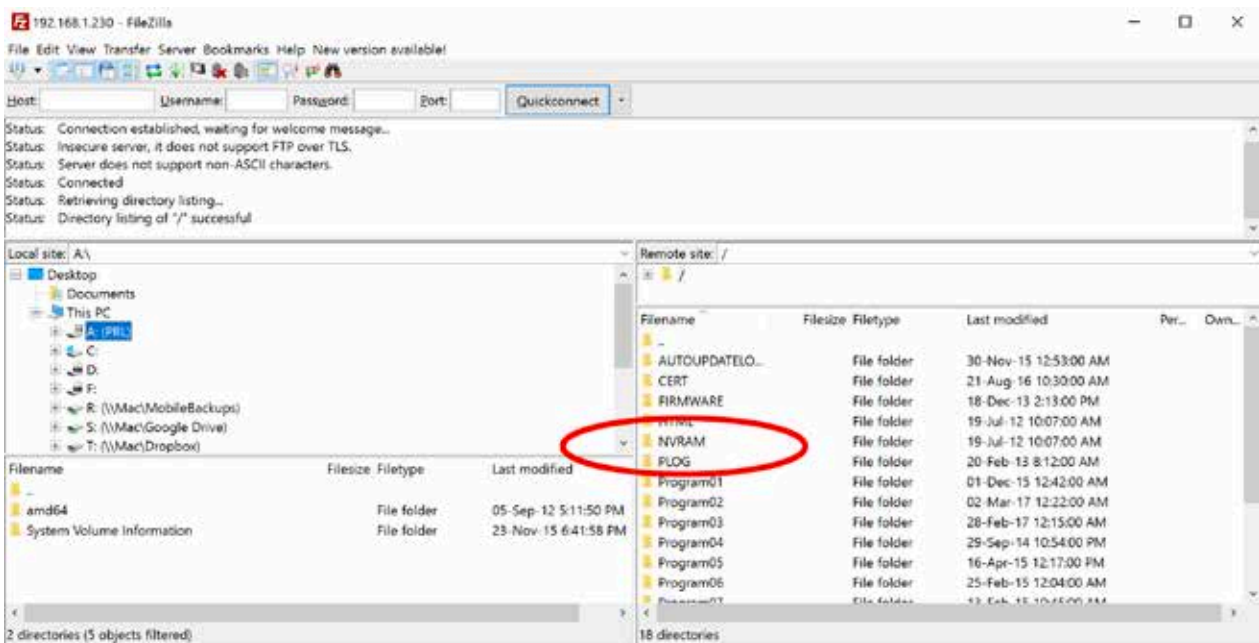 192.168.1.230 - FileZilla
File Edit View Transfer Server Bookmarks Help New version available!
Host: Username: Password: Port: Quickconnect
Status: Connection established, waiting for welcome message...
Status: Insecure server, it does not support FTP over TLS.
Status: Server does not support non-ASCII characters.
Status: Connected
Status: Retrieving directory listing...
Status: Directory listing of "/" successful
Local site: A:\
Desktop
Documents
This PC
A: (PBL)
C:
D:
F:
R: (\\Mac\MobileBackups)
S: (\\Mac\Google Drive)
T: (\\Mac\Dropbox)
Filename Filesize Filetype Last modified
..
amd64 File folder 05-Sep-12 5:11:50 PM
System Volume Information File folder 23-Nov-15 6:41:58 PM
2 directories (5 objects filtered)
Remote site: /
/
Filename Filesize Filetype Last modified Per... Own...
..
AUTOUPDATELO... File folder 30-Nov-15 12:53:00 AM
CERT File folder 21-Aug-16 10:30:00 AM
FIRMWARE File folder 18-Dec-13 2:13:00 PM
HTML File folder 19-Jul-12 10:07:00 AM
NVRAM File folder 19-Jul-12 10:07:00 AM
PLOG File folder 20-Feb-13 8:12:00 AM
Program01 File folder 01-Dec-15 12:42:00 AM
Program02 File folder 02-Mar-17 12:22:00 AM
Program03 File folder 28-Feb-17 12:15:00 AM
Program04 File folder 29-Sep-14 10:54:00 PM
Program05 File folder 16-Apr-15 12:17:00 PM
Program06 File folder 25-Feb-15 12:04:00 AM
Program07 File folder
18 directories